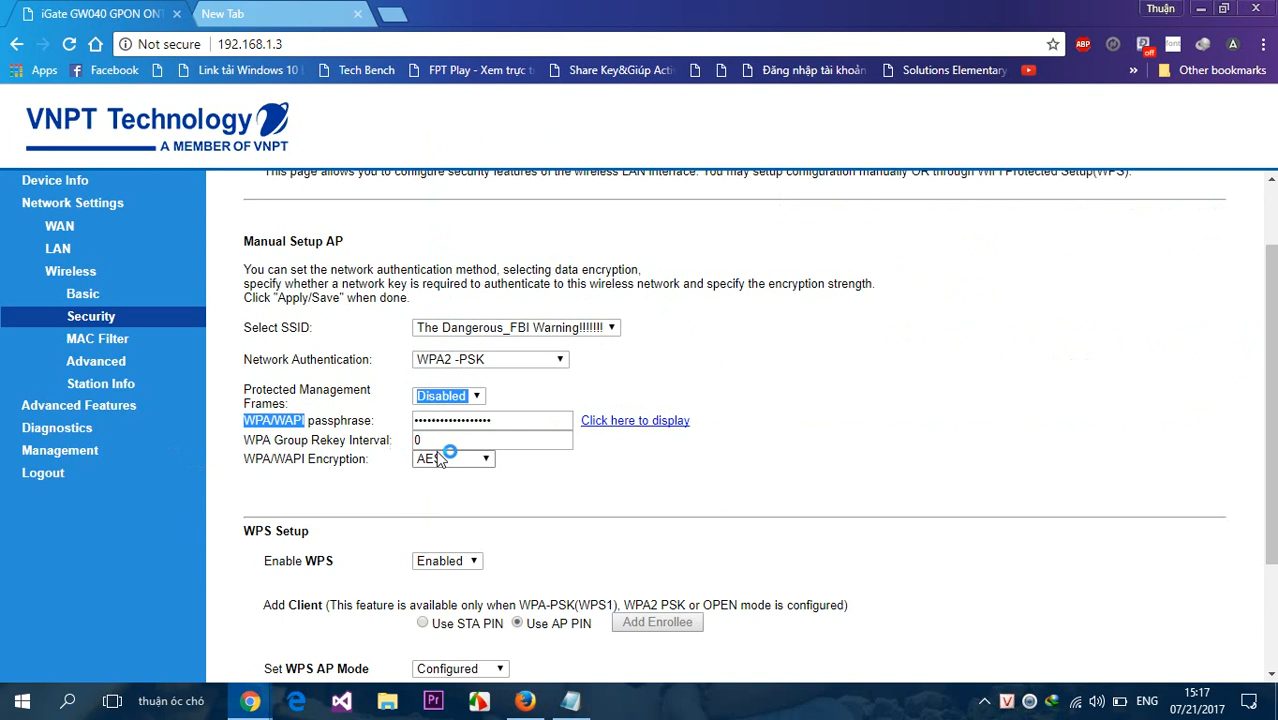 iGate GW040 GPON ON
New Tab
Thuận
Not secure 192.168.1.3
ABP
off
font
A
Apps
Facebook
Link tải Windows 10
Tech Bench
FPT Play - Xem trực
Share Key&Giúp Acti
Đăng nhập tài khoản
Solutions Elementary
»
Other bookmarks
VNPT Technology
A MEMBER OF VNPT
Device Info
Network Settings
WAN
LAN
Wireless
Basic
Security
MAC Filter
Advanced
Station Info
Advanced Features
Diagnostics
Management
Logout
This page allows you to configure security features of the wireless LAN interface. You may setup configuration manually OR through WiFi Protected Setup(WPS).
Manual Setup AP
You can set the network authentication method, selecting data encryption,
specify whether a network key is required to authenticate to this wireless network and specify the encryption strength.
Click "Apply/Save" when done.
Select SSID: The Dangerous_FBI Warning!!!!!!!
Network Authentication: WPA2 -PSK
Protected Management
Frames: Disabled
WPA/WAPI passphrase: •••••••••••••••••• Click here to display
WPA Group Rekey Interval: 0
WPA/WAPI Encryption: AES
WPS Setup
Enable WPS Enabled
Add Client (This feature is available only when WPA-PSK(WPS1), WPA2 PSK or OPEN mode is configured)
Use STA PIN Use AP PIN Add Enrollee
Set WPS AP Mode Configured
thuận óc chó
Pr
V
ENG
15:17
07/21/2017